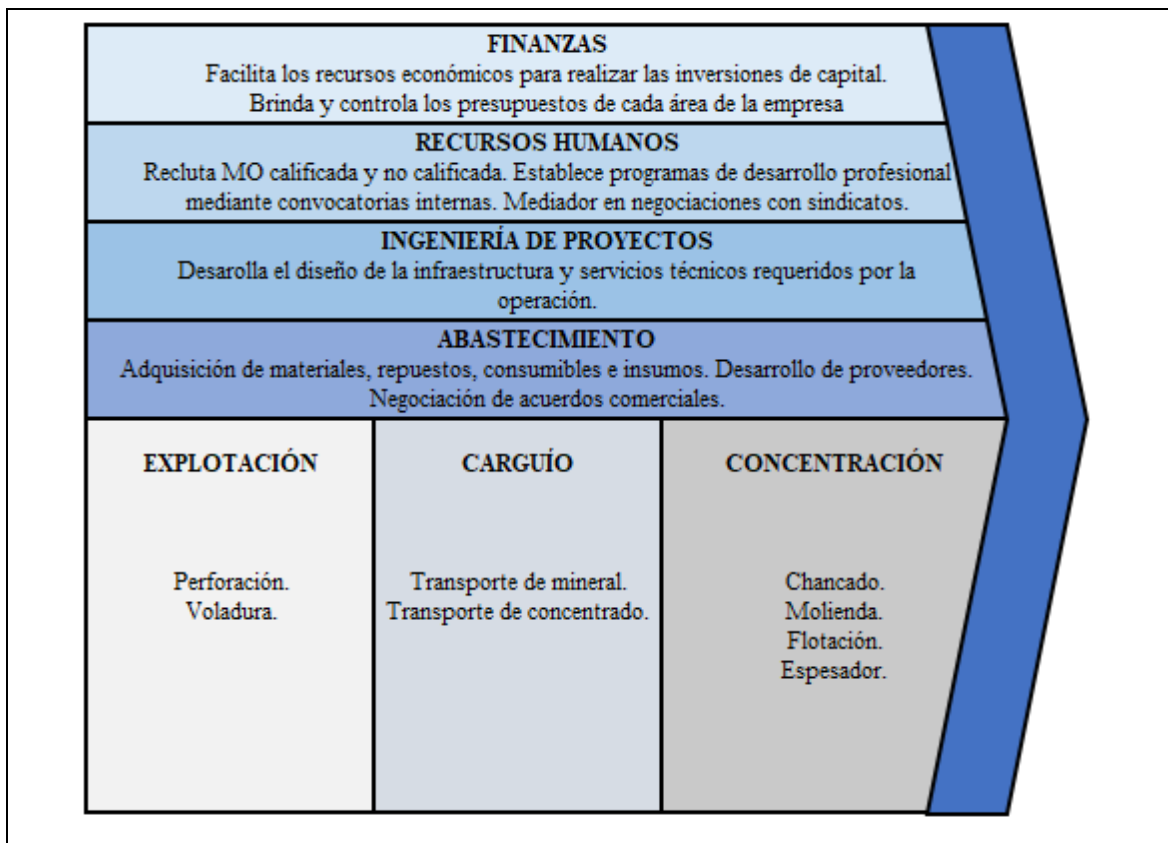 FINANZAS
Facilita los recursos económicos para realizar las inversiones de capital.
Brinda y controla los presupuestos de cada área de la empresa
RECURSOS HUMANOS
Recluta MO calificada y no calificada. Establece programas de desarrollo profesional
mediante convocatorias internas. Mediador en negociaciones con sindicatos.
INGENIERÍA DE PROYECTOS
Desarolla el diseño de la infraestructura y servicios técnicos requeridos por la
operación.
ABASTECIMIENTO
Adquisición de materiales, repuestos, consumibles e insumos. Desarrollo de proveedores.
Negociación de acuerdos comerciales.
EXPLOTACIÓN
Perforación.
Voladura.
CARGUÍO
Transporte de mineral.
Transporte de concentrado.
CONCENTRACIÓN
Chancado.
Molienda.
Flotación.
Espesador.